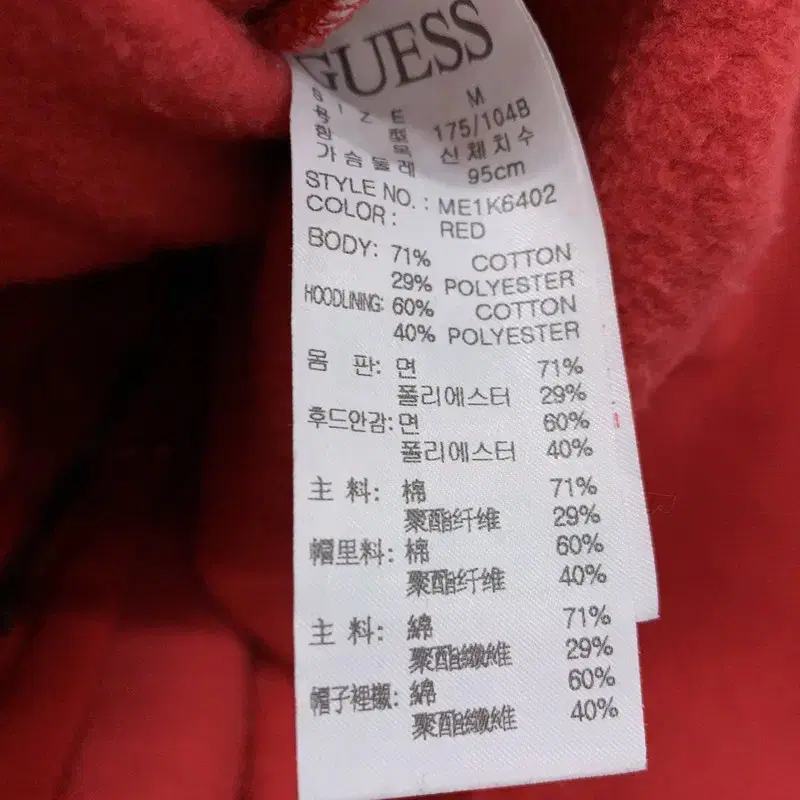 GUESS
SIZE M
용 형 175/104B
환 목 신체치수
가슴둘레 95cm
STYLE NO. : ME1K6402
COLOR : RED
BODY: 71% COTTON
29% POLYESTER
HOODLINING: 60% COTTON
40% POLYESTER
몸 판: 면 71%
폴리에스터 29%
후드안감: 면 60%
폴리에스터 40%
主 料: 棉 71%
聚酯纤维 29%
帽里料: 棉 60%
聚酯纤维 40%
主 料: 綿 71%
聚酯纖維 29%
帽子裡襯: 綿 60%
聚酯纖維 40%